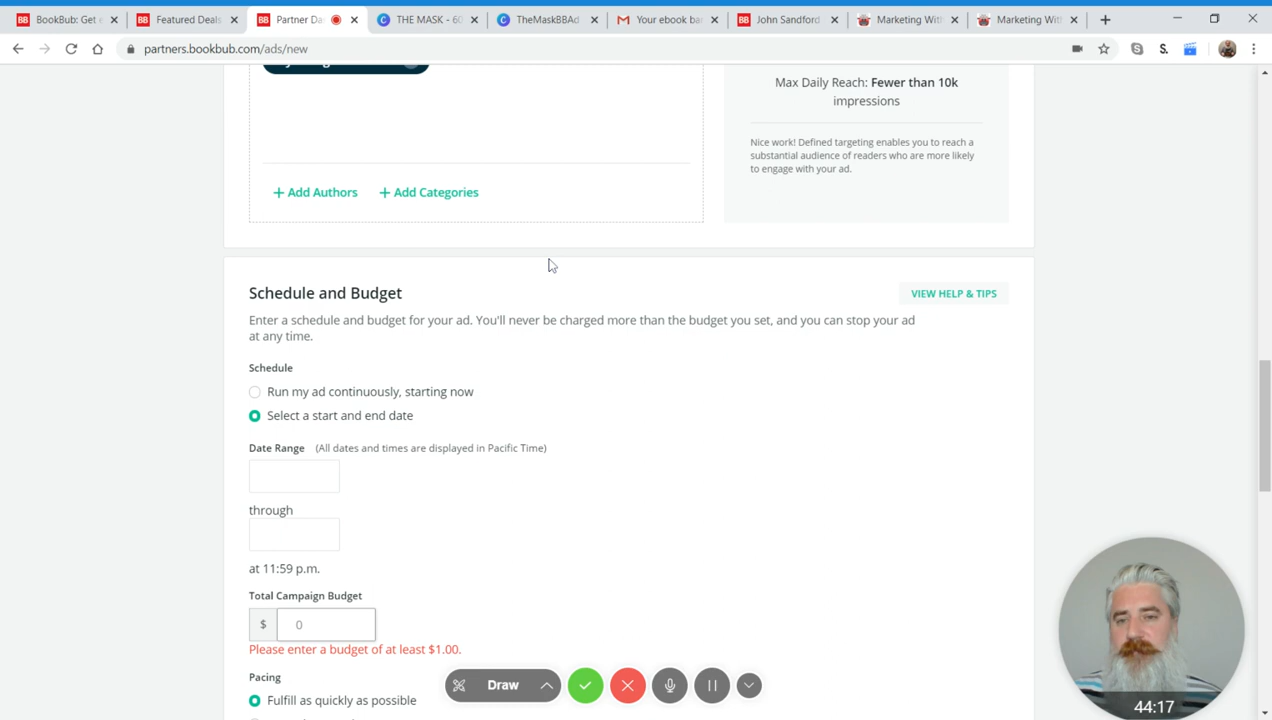 BookBub: Get e
Featured Deals
Partner Da
THE MASK - 60
TheMaskBBAd
Your ebook ba
John Sandford
Marketing Wit
Marketing Wit
partners.bookbub.com/ads/new
Max Daily Reach: Fewer than 10k
impressions
Nice work! Defined targeting enables you to reach a
substantial audience of readers who are more likely
to engage with your ad.
+ Add Authors + Add Categories
Schedule and Budget
VIEW HELP & TIPS
Enter a schedule and budget for your ad. You'll never be charged more than the budget you set, and you can stop your ad
at any time.
Schedule
Run my ad continuously, starting now
Select a start and end date
Date Range (All dates and times are displayed in Pacific Time)
through
at 11:59 p.m.
Total Campaign Budget
$ 0
Please enter a budget of at least $1.00.
Pacing
Fulfill as quickly as possible
Draw
44:17